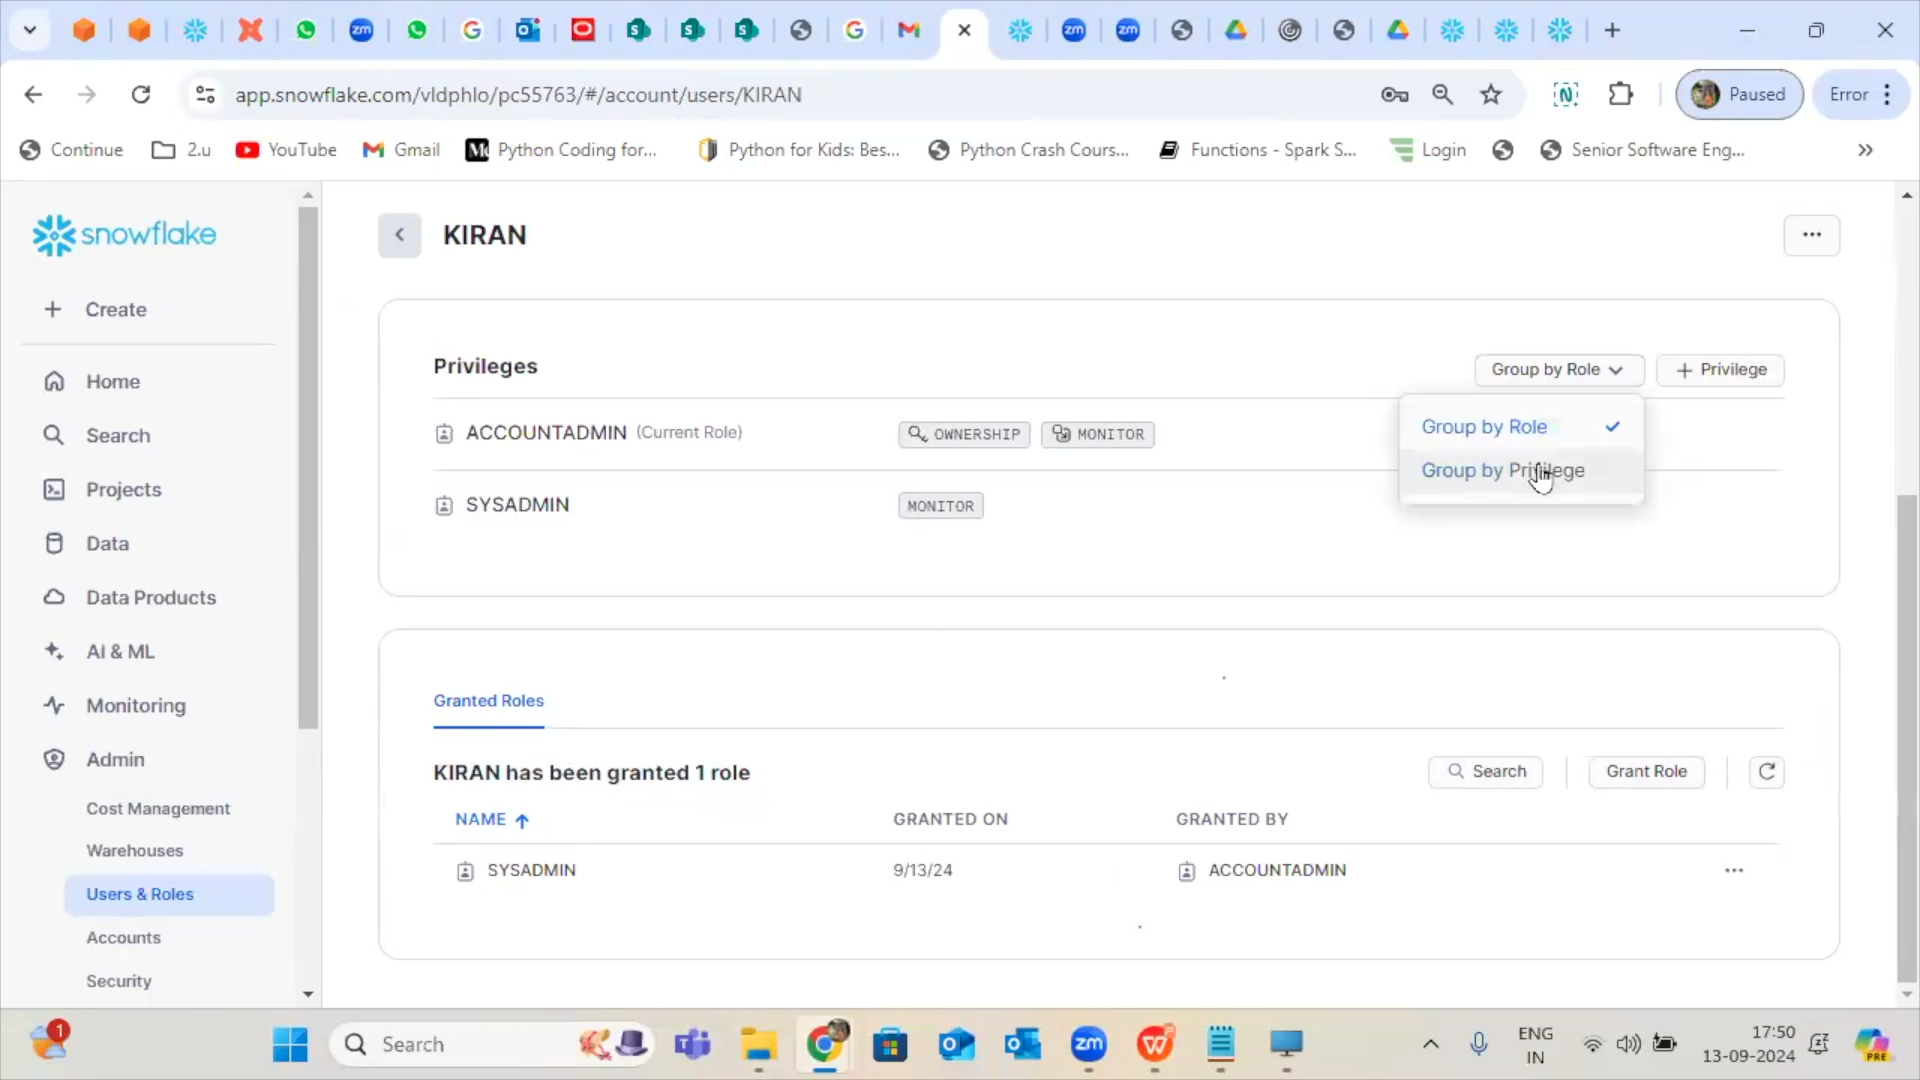 Paused
Error
app.snowflake.com/vldphlo/pc55763/#/account/users/KIRAN
Continue
2.u
YouTube
Gmail
Python Coding for...
Python for Kids: Bes...
Python Crash Cours...
Functions - Spark S...
Login
Senior Software Eng...
snowflake
KIRAN
Create
Home
Search
Projects
Data
Data Products
AI & ML
Monitoring
Admin
Cost Management
Warehouses
Users & Roles
Accounts
Security
Privileges
Group by Role
+ Privilege
ACCOUNTADMIN (Current Role)
OWNERSHIP
MONITOR
Group by Role
Group by Privilege
SYSADMIN
MONITOR
Granted Roles
KIRAN has been granted 1 role
Search
Grant Role
NAME
GRANTED ON
GRANTED BY
SYSADMIN
9/13/24
ACCOUNTADMIN
1
Search
ENG
IN
17:50
13-09-2024
PRE